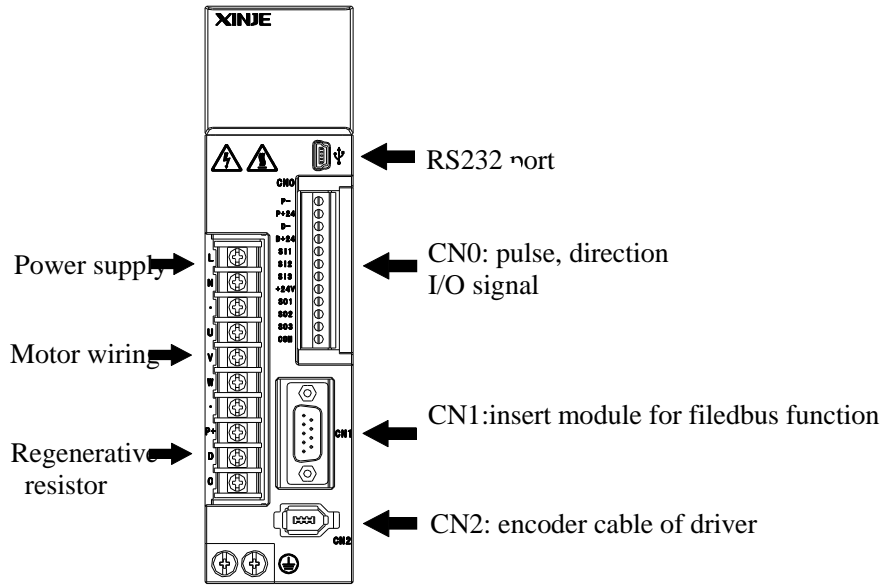 XINJE
RS232 port
CN0
P-
P+24
D-
D+24
SI1
SI2
SI3
+24V
SO1
SO2
SO3
COM
CN0: pulse, direction
I/O signal
Power supply
L
N
·
U
V
W
·
P+
D
C
Motor wiring
Regenerative
resistor
CN1
CN1:insert module for filedbus function
CN2: encoder cable of driver
CN2